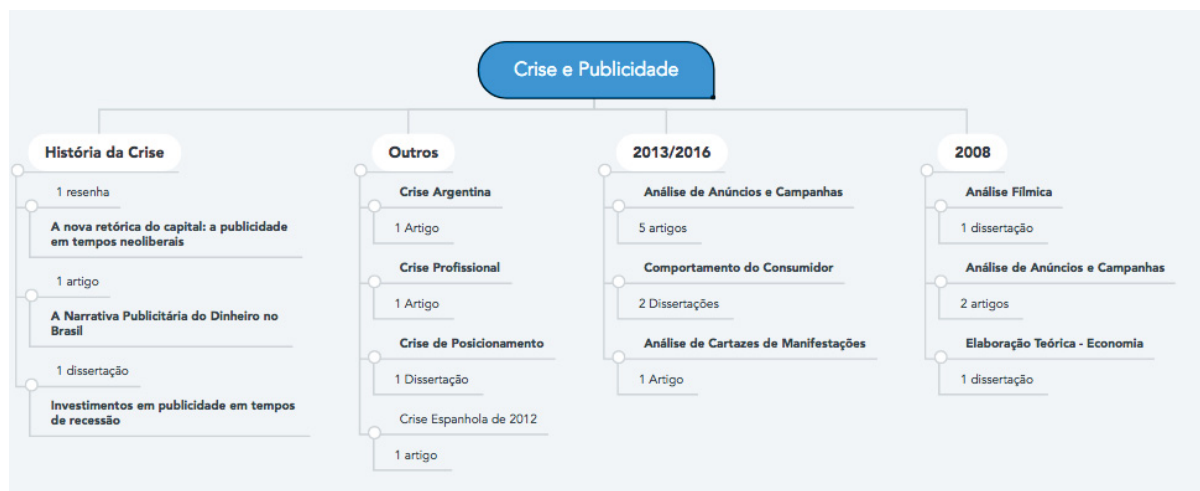 Crise e Publicidade
História da Crise
1 resenha
A nova retórica do capital: a publicidade
em tempos neoliberais
1 artigo
A Narrativa Publicitária do Dinheiro no
Brasil
1 dissertação
Investimentos em publicidade em tempos
de recessão
Outros
Crise Argentina
1 Artigo
Crise Profissional
1 Artigo
Crise de Posicionamento
1 Dissertação
Crise Espanhola de 2012
1 artigo
2013/2016
Análise de Anúncios e Campanhas
5 artigos
Comportamento do Consumidor
2 Dissertações
Análise de Cartazes de Manifestações
1 Artigo
2008
Análise Fílmica
1 dissertação
Análise de Anúncios e Campanhas
2 artigos
Elaboração Teórica - Economia
1 dissertação